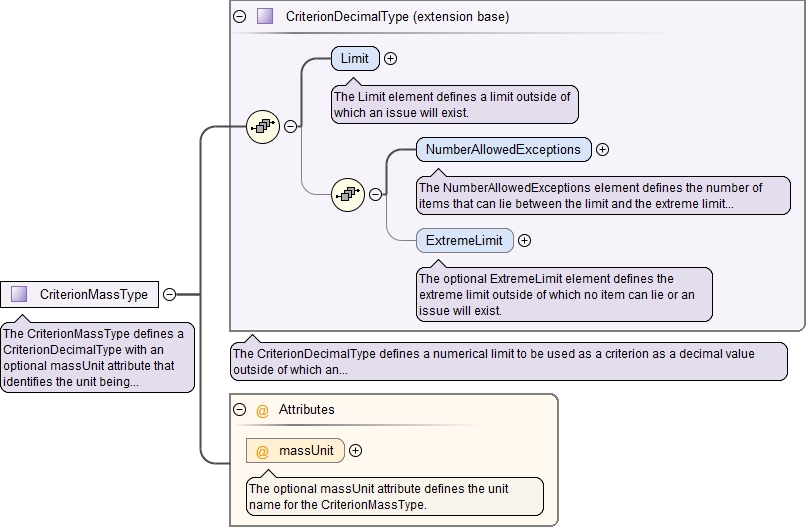 CriterionDecimalType (extension base)
Limit
The Limit element defines a limit outside of
which an issue will exist.
NumberAllowedExceptions
The NumberAllowedExceptions element defines the number of
items that can lie between the limit and the extreme limit...
ExtremeLimit
The optional ExtremeLimit element defines the
extreme limit outside of which no item can lie or an
issue will exist.
CriterionMassType
The CriterionMassType defines a
CriterionDecimalType with an
optional massUnit attribute that
identifies the unit being...
The CriterionDecimalType defines a numerical limit to be used as a criterion as a decimal value
outside of which an...
@ Attributes
@ massUnit
The optional massUnit attribute defines the unit
name for the CriterionMassType.